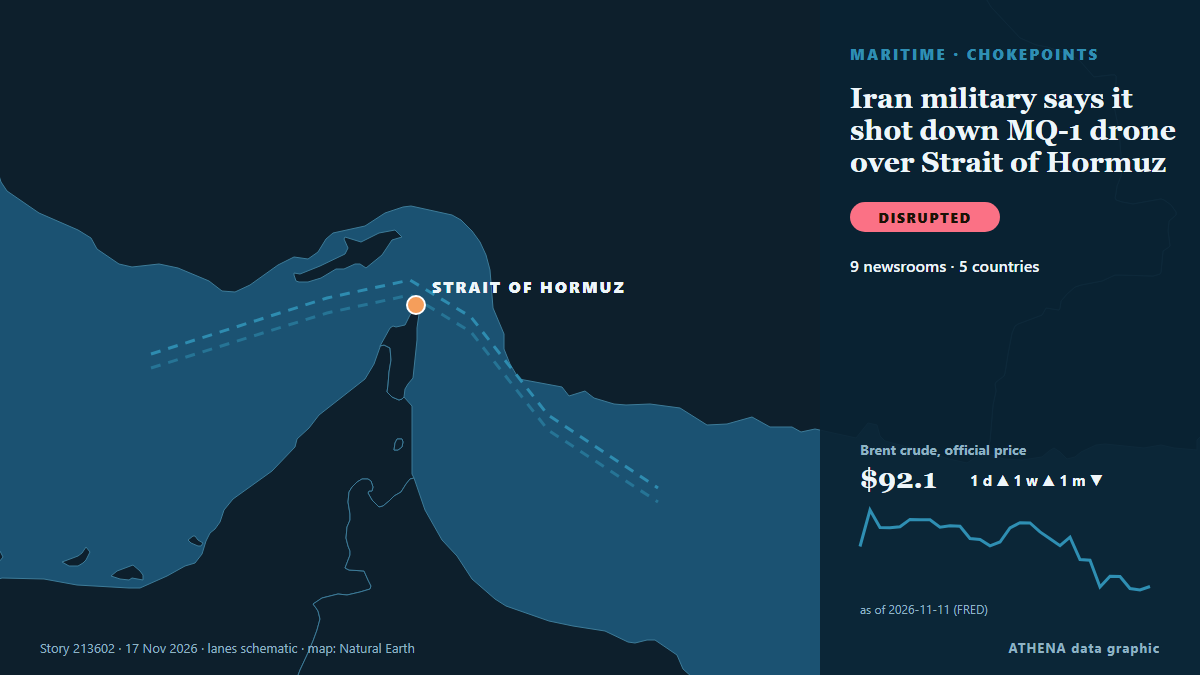 MARITIME · CHOKEPOINTS
Iran military says it
shot down MQ-1 drone
over Strait of Hormuz
DISRUPTED
9 newsrooms · 5 countries
STRAIT OF HORMUZ
Brent crude, official price
$92.1 1 d ▲ 1 w ▲ 1 m ▼
as of 2026-11-11 (FRED)
Story 213602 · 17 Nov 2026 · lanes schematic · map: Natural Earth
ATHENA data graphic